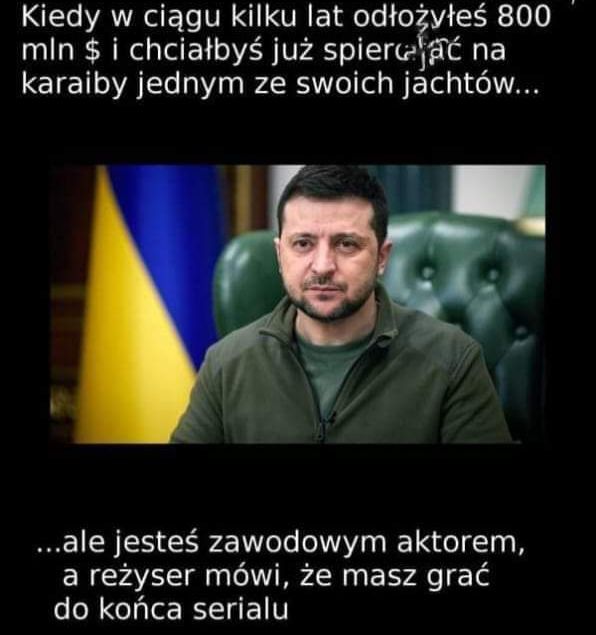 Kiedy w ciągu kilku lat odłożyłeś 800
mln $ i chciałbyś już spierdalać na
karaiby jednym ze swoich jachtów...
...ale jesteś zawodowym aktorem,
a reżyser mówi, że masz grać
do końca serialu